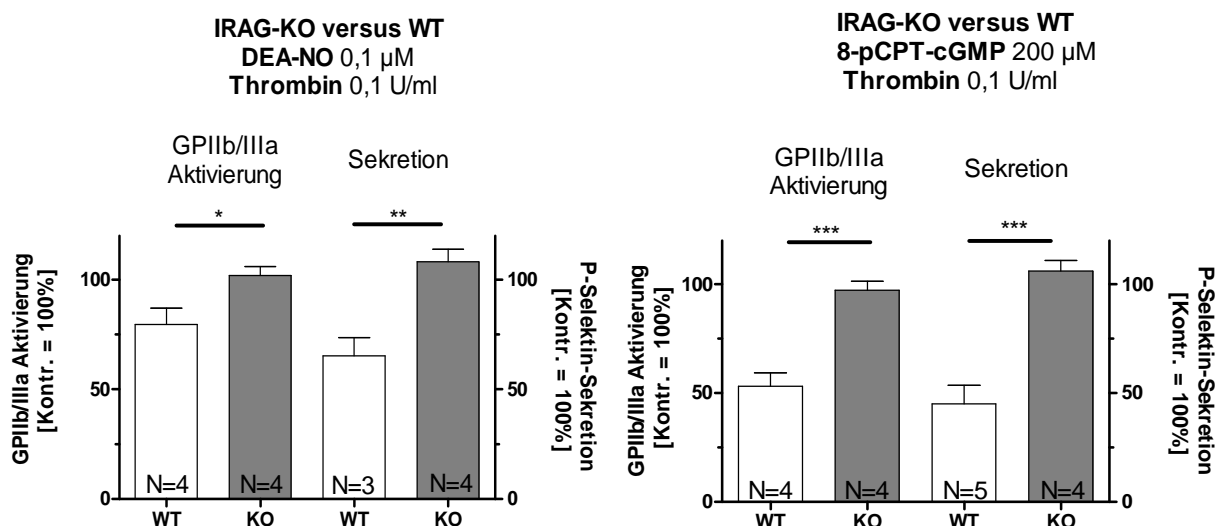 IRAG-KO versus WT
DEA-NO 0,1 µM
Thrombin 0,1 U/ml
GPIIb/IIIa
Aktivierung
Sekretion
*
**
GPIIb/IIIa Aktivierung
[Kontr. = 100%]
100
50
0
N=4
N=4
N=3
N=4
WT
KO
WT
KO
100
50
0
P-Selektin-Sekretion
[Kontr. = 100%]
IRAG-KO versus WT
8-pCPT-cGMP 200 µM
Thrombin 0,1 U/ml
GPIIb/IIIa
Aktivierung
Sekretion
***
***
GPIIb/IIIa Aktivierung
[Kontr. = 100%]
100
50
0
N=4
N=4
N=5
N=4
WT
KO
WT
KO
100
50
0
P-Selektin-Sekretion
[Kontr. = 100%]